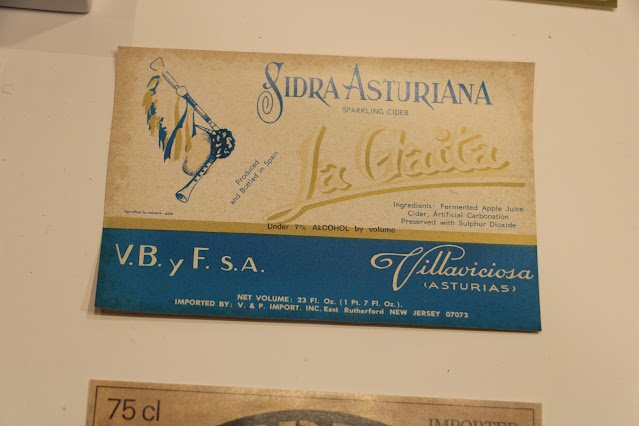 SIDRA ASTURIANA
SPARKLING CIDER
La Gaita
Produced
and Bottled in Spain
Ingredients: Fermented Apple Juice
Cider, Artificial Carbonation
Preserved with Sulphur Dioxide
Under 7% ALCOHOL by volume
V.B. y F. S.A.
Villaviciosa
(ASTURIAS)
NET VOLUME: 23 Fl. Oz. (1 Pt. 7 Fl. Oz.).
IMPORTED BY: V. & P. IMPORT. INC. East Rutherford NEW JERSEY 07073
75 cl
IMPORTED